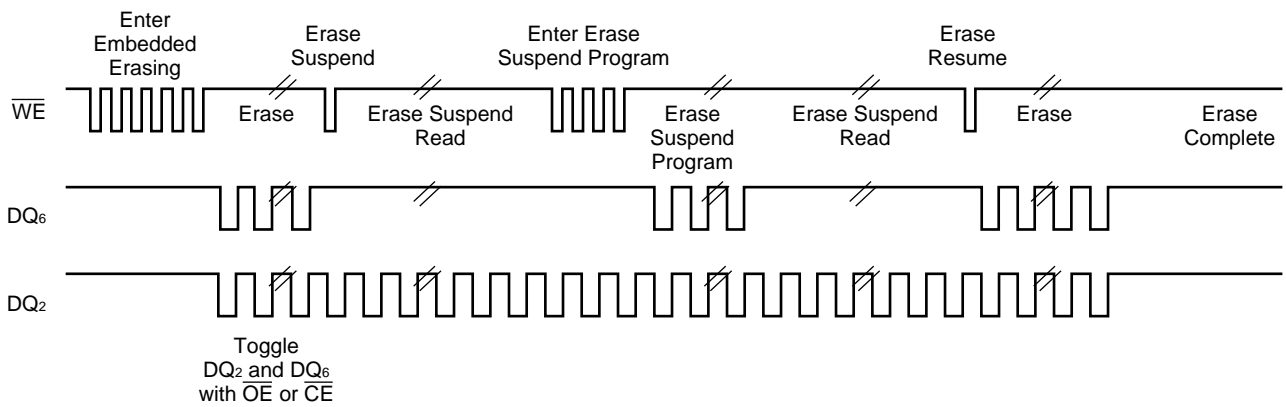 Enter
Embedded
Erasing
Erase
Suspend
Enter Erase
Suspend Program
Erase
Resume
WE
Erase
Erase Suspend
Read
Erase
Suspend
Program
Erase Suspend
Read
Erase
Erase
Complete
DQ6
DQ2
Toggle
DQ2 and DQ6
with OE or CE